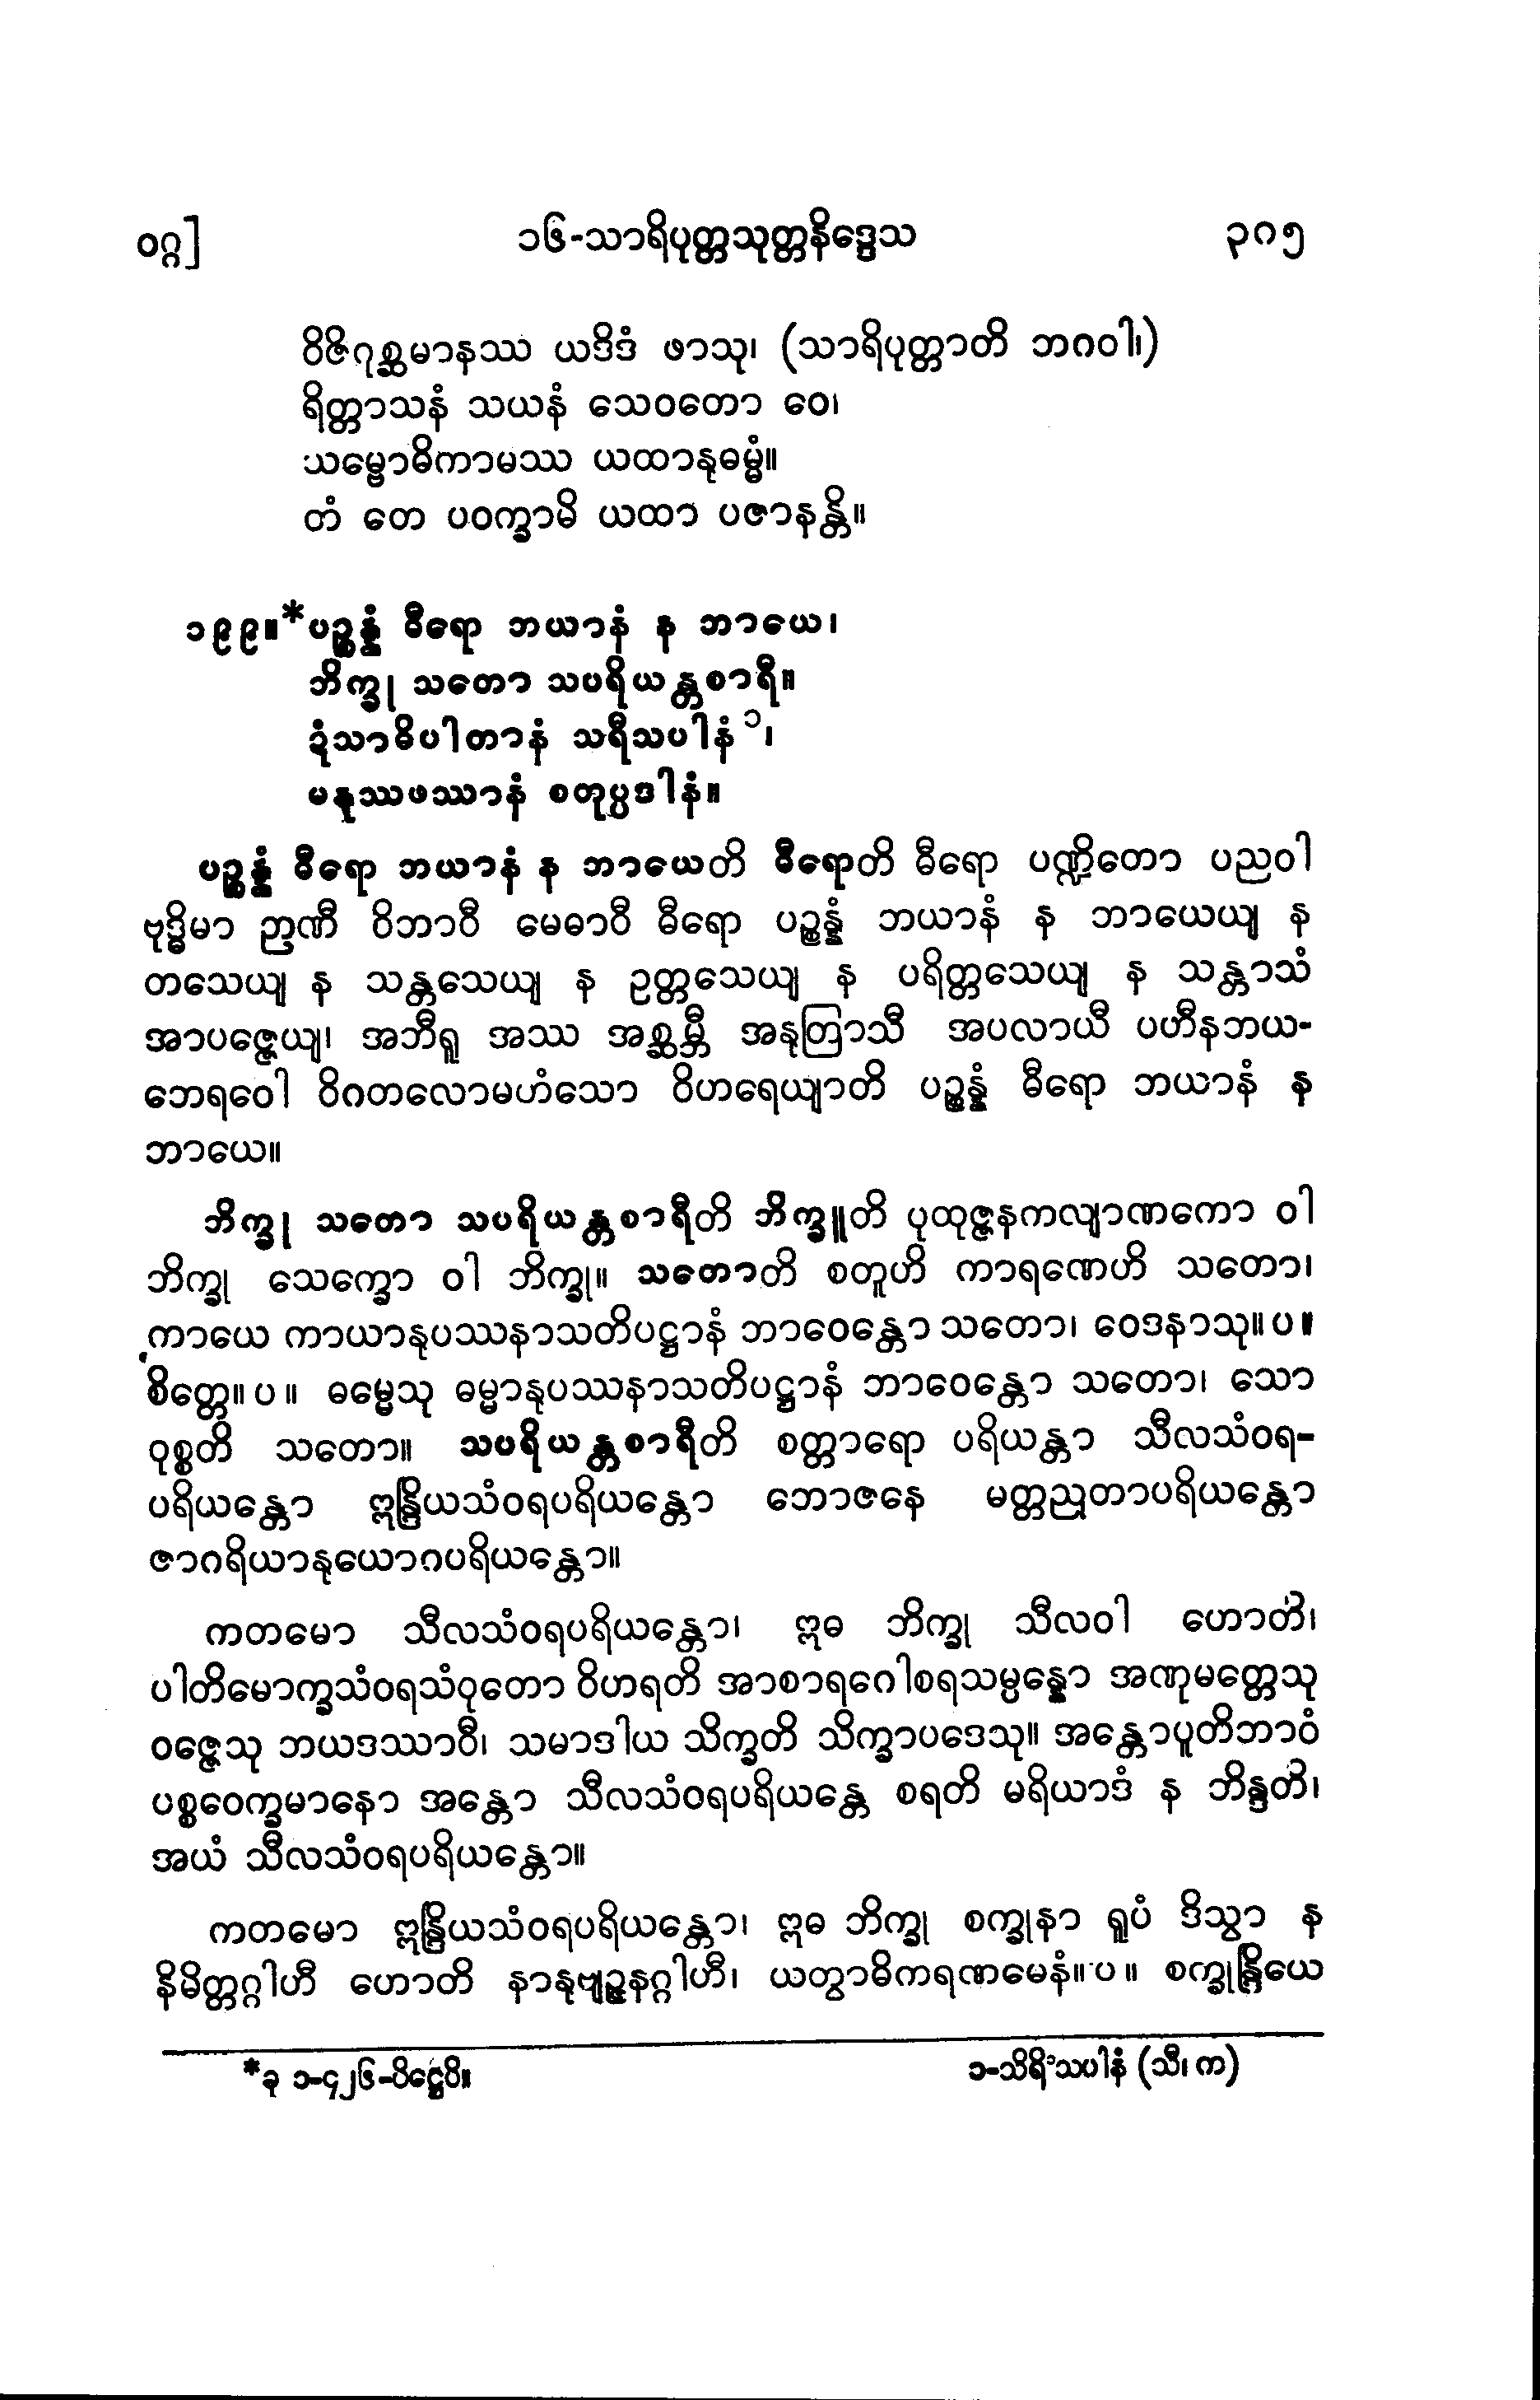 ဝဂ္ဂ]
၁၆-သာရိပုတ္တသုတ္တနိဒ္ဒေသ
၃၈၅
ဝိဇိဂုစ္ဆမာနဿ ယဒိဒံ ဖာသု၊ (သာရိပုတ္တာတိ ဘဂဝါ၊)
ရိတ္တာသနံ သယနံ သေဝတော ဝေ၊
သမ္ဗောဓိကာမဿ ယထာနုဓမ္မံ။
တံ တေ ပဝက္ခာမိ ယထာ ပဇာနန္တိ။
၁၉၉။*ပဉ္စန္နံ ဓီရော ဘယာနံ န ဘာယေ၊
ဘိက္ခု သတော သပရိယန္တစာရီ။
ဍံသာဓိပါတာနံ သရီသပါနံ၁၊
မနုဿဖဿာနံ စတုပ္ပဒါနံ။
ပဉ္စန္နံ ဓီရော ဘယာနံ န ဘာယေတိ ဓီရောတိ ဓီရော ပဏ္ဍိတော ပညဝါ
ဗုဒ္ဓိမာ ဉာဏီ ဝိဘာဝီ မေဓာဝီ ဓီရော ပဉ္စန္နံ ဘယာနံ န ဘာယေယျ န
တသေယျ န သန္တသေယျ န ဥတ္တသေယျ န ပရိတ္တသေယျ န သန္တာသံ
အာပဇ္ဇေယျ၊ အဘီရူ အဿ အစ္ဆမ္ဘီ အနုတြာသီ အပလာယီ ပဟီနဘယ-
ဘေရဝေါ ဝိဂတလောမဟံသော ဝိဟရေယျာတိ ပဉ္စန္နံ ဓီရော ဘယာနံ န
ဘာယေ။
ဘိက္ခု သတော သပရိယန္တစာရီတိ ဘိက္ခူတိ ပုထုဇ္ဇနကလျာဏကော ဝါ
ဘိက္ခု သေက္ခော ဝါ ဘိက္ခု။ သတောတိ စတူဟိ ကာရဏေဟိ သတော၊
ကာယေ ကာယာနုပဿနာသတိပဋ္ဌာနံ ဘာဝေန္တော သတော၊ ဝေဒနာသု။ပ။
စိတ္တေ။ပ။ ဓမ္မေသု ဓမ္မာနုပဿနာသတိပဋ္ဌာနံ ဘာဝေန္တော သတော၊ သော
ဝုစ္စတိ သတော။ သပရိယန္တစာရီတိ စတ္တာရော ပရိယန္တာ သီလသံဝရ-
ပရိယန္တော ဣန္ဒြိယသံဝရပရိယန္တော ဘောဇနေ မတ္တညုတာပရိယန္တော
ဇာဂရိယာနုယောဂပရိယန္တော။
ကတမော သီလသံဝရပရိယန္တော၊ ဣဓ ဘိက္ခု သီလဝါ ဟောတိ၊
ပါတိမောက္ခသံဝရသံဝုတော ဝိဟရတိ အာစာရဂေါစရသမ္ပန္နော အဏုမတ္တေသု
ဝဇ္ဇေသု ဘယဒဿာဝီ၊ သမာဒါယ သိက္ခတိ သိက္ခာပဒေသု။ အန္တောပူတိဘာဝံ
ပစ္စဝေက္ခမာနော အန္တော သီလသံဝရပရိယန္တေ စရတိ မရိယာဒံ န ဘိန္ဒတိ၊
အယံ သီလသံဝရပရိယန္တော။
ကတမော ဣန္ဒြိယသံဝရပရိယန္တော၊ ဣဓ ဘိက္ခု စက္ခုနာ ရူပံ ဒိသွာ န
နိမိတ္တဂ္ဂါဟီ ဟောတိ နာနုဗျဉ္ဇနဂ္ဂါဟီ၊ ယတွာဓိကရဏမေနံ။ပ။ စက္ခုန္ဒြိယေ
*ခု ၁-၄၂၆-ပိဋ္ဌေပိ။
၁-သိရိံသပါနံ (သီ၊ က)